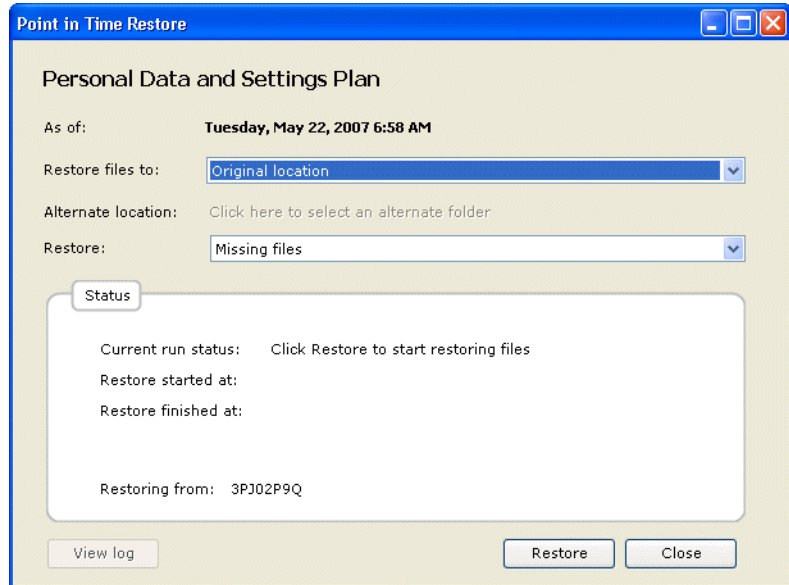 Point in Time Restore
Personal Data and Settings Plan
As of: Tuesday, May 22, 2007 6:58 AM
Restore files to: Original location
Alternate location: Click here to select an alternate folder
Restore: Missing files
Status
Current run status: Click Restore to start restoring files
Restore started at:
Restore finished at:
Restoring from: 3PJ02P9Q
View log Restore Close